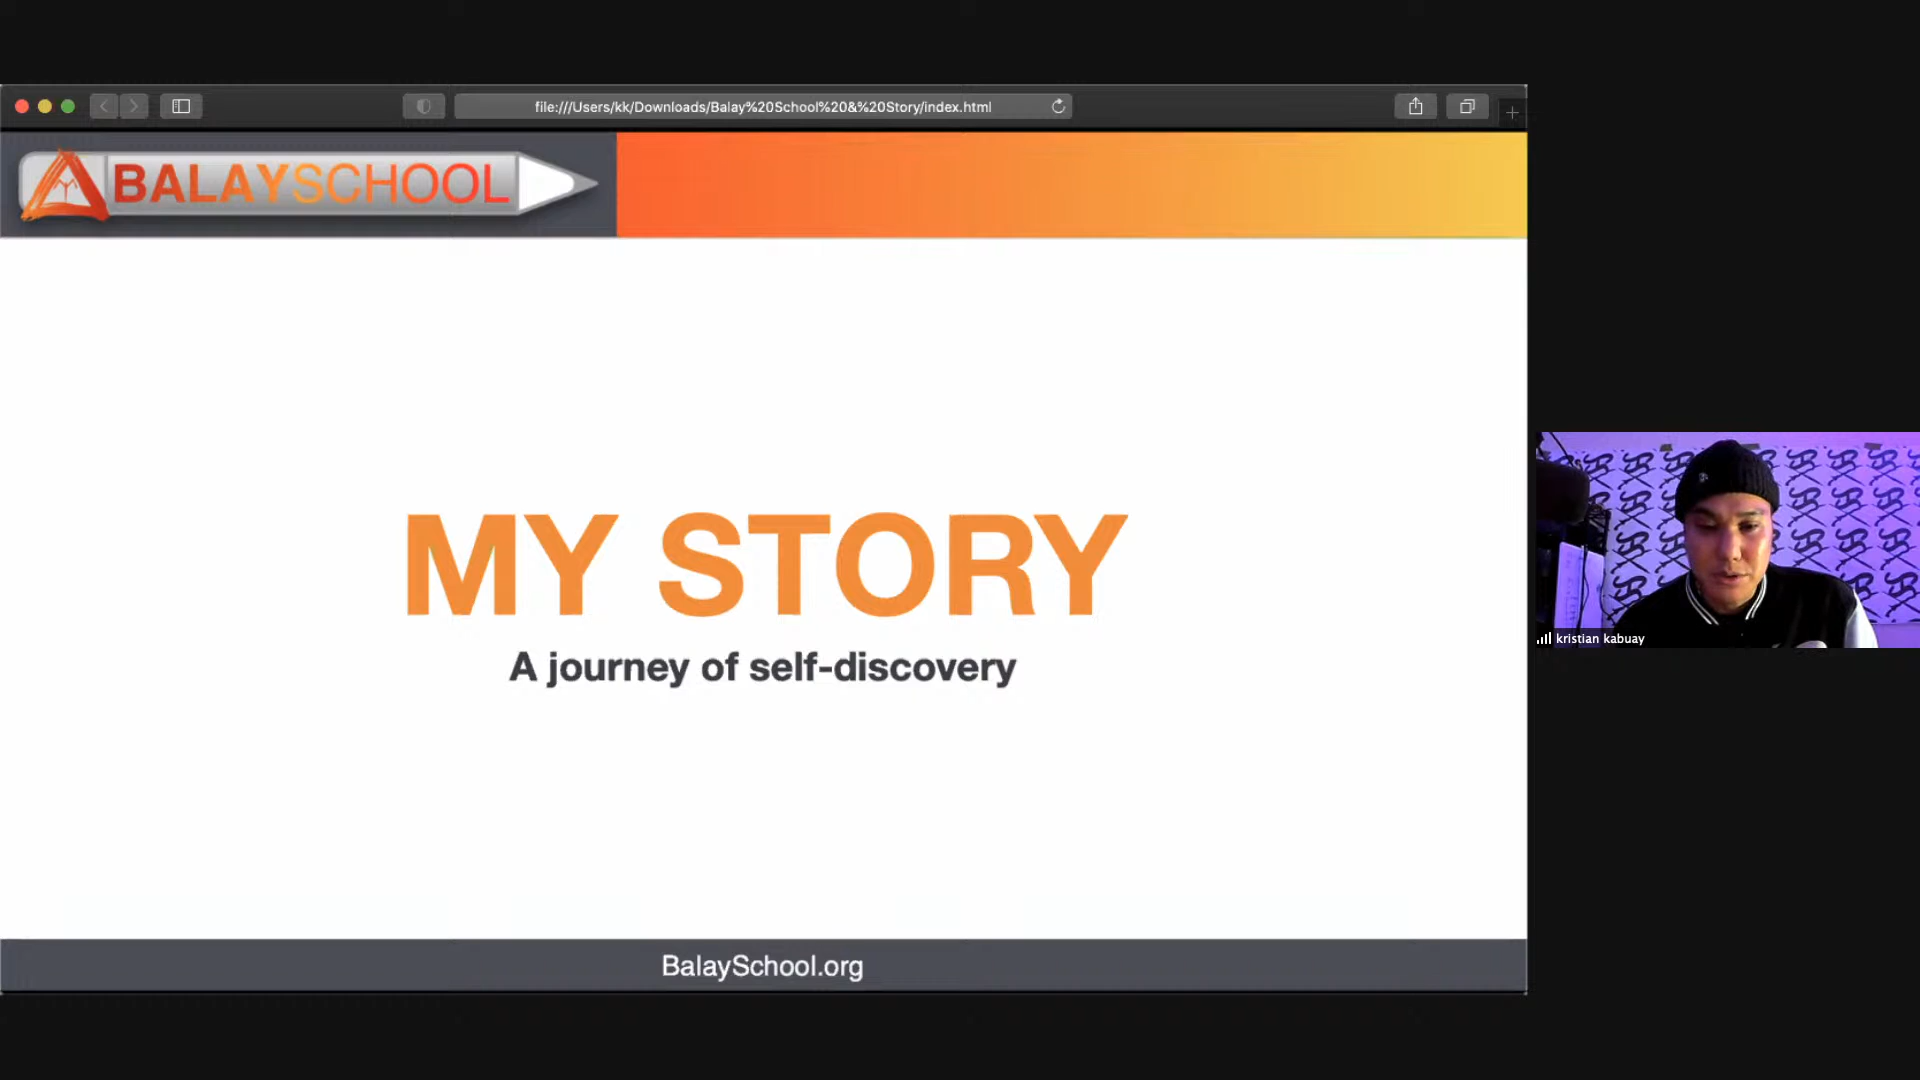 file:///Users/kk/Downloads/Balay%20School%20&%20Story/index.html
BALAYSCHOOL
MY STORY
A journey of self-discovery
kristian kabuay
BalaySchool.org